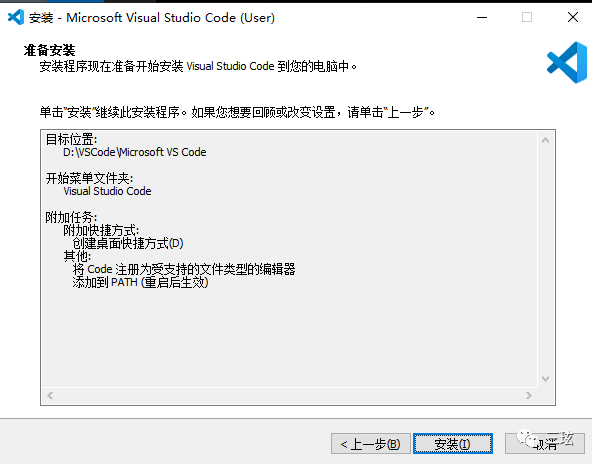 安装 - Microsoft Visual Studio Code (User)
准备安装
安装程序现在准备开始安装 Visual Studio Code 到您的电脑中。
单击“安装”继续此安装程序。如果您想要回顾或改变设置，请单击“上一步”。
目标位置:
D:\VSCode\Microsoft VS Code
开始菜单文件夹:
Visual Studio Code
附加任务:
附加快捷方式:
创建桌面快捷方式(D)
其他:
将 Code 注册为受支持的文件类型的编辑器
添加到 PATH (重启后生效)
< 上一步(B) 安装(I) 取消